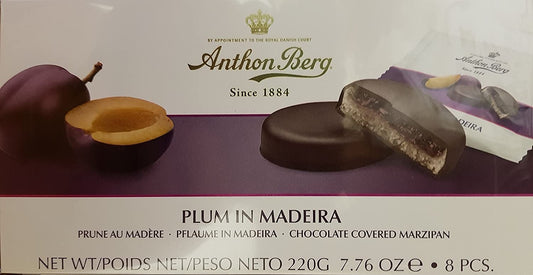 BY APPOINTMENT TO THE ROYAL DANISH COURT
Anthon Berg
Since 1884
Anthon Berg
DEIRA
PLUM IN MADEIRA
PRUNE AU MADÈRE · PFLAUME IN MADEIRA · CHOCOLATE COVERED MARZIPAN
NET WT/POIDS NET/PESO NETO 220G 7.76 OZ e • 8 PCS.